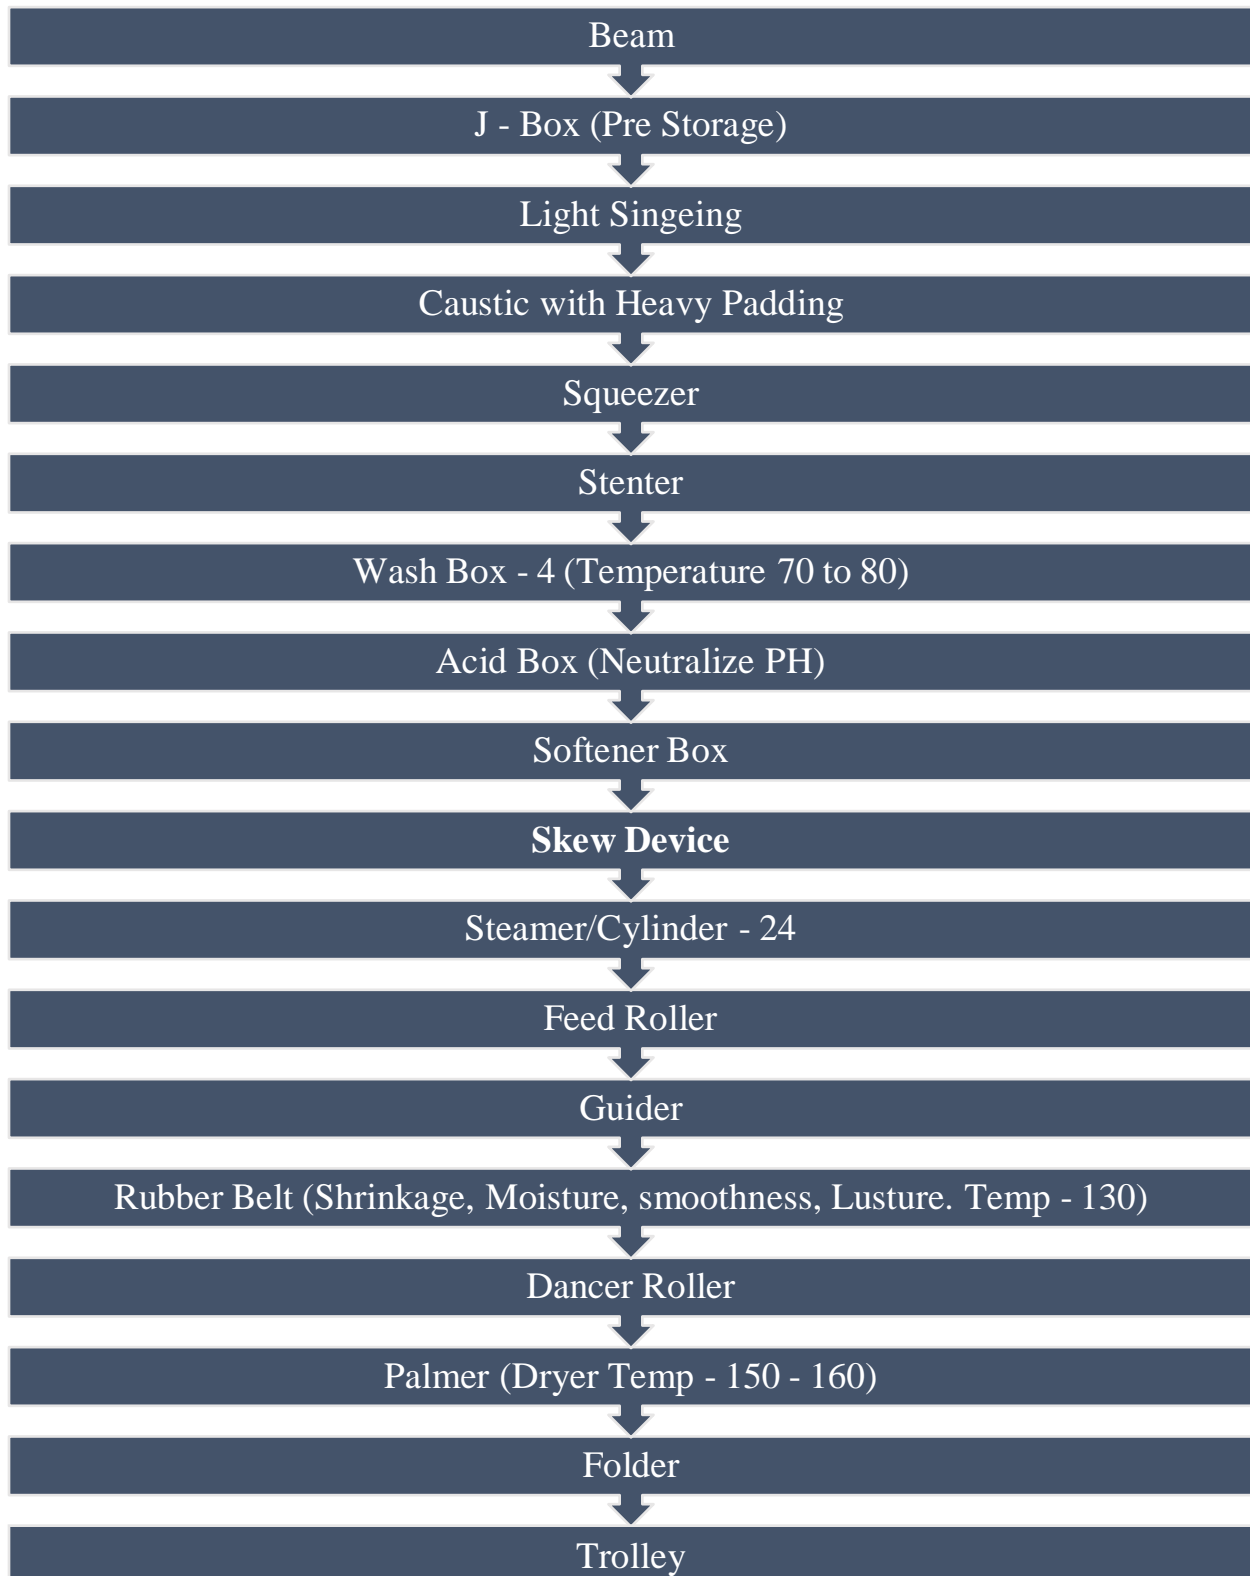 Beam
J - Box (Pre Storage)
Light Singeing
Caustic with Heavy Padding
Squeezer
Stenter
Wash Box - 4 (Temperature 70 to 80)
Acid Box (Neutralize PH)
Softener Box
Skew Device
Steamer/Cylinder - 24
Feed Roller
Guider
Rubber Belt (Shrinkage, Moisture, smoothness, Lusture. Temp - 130)
Dancer Roller
Palmer (Dryer Temp - 150 - 160)
Folder
Trolley